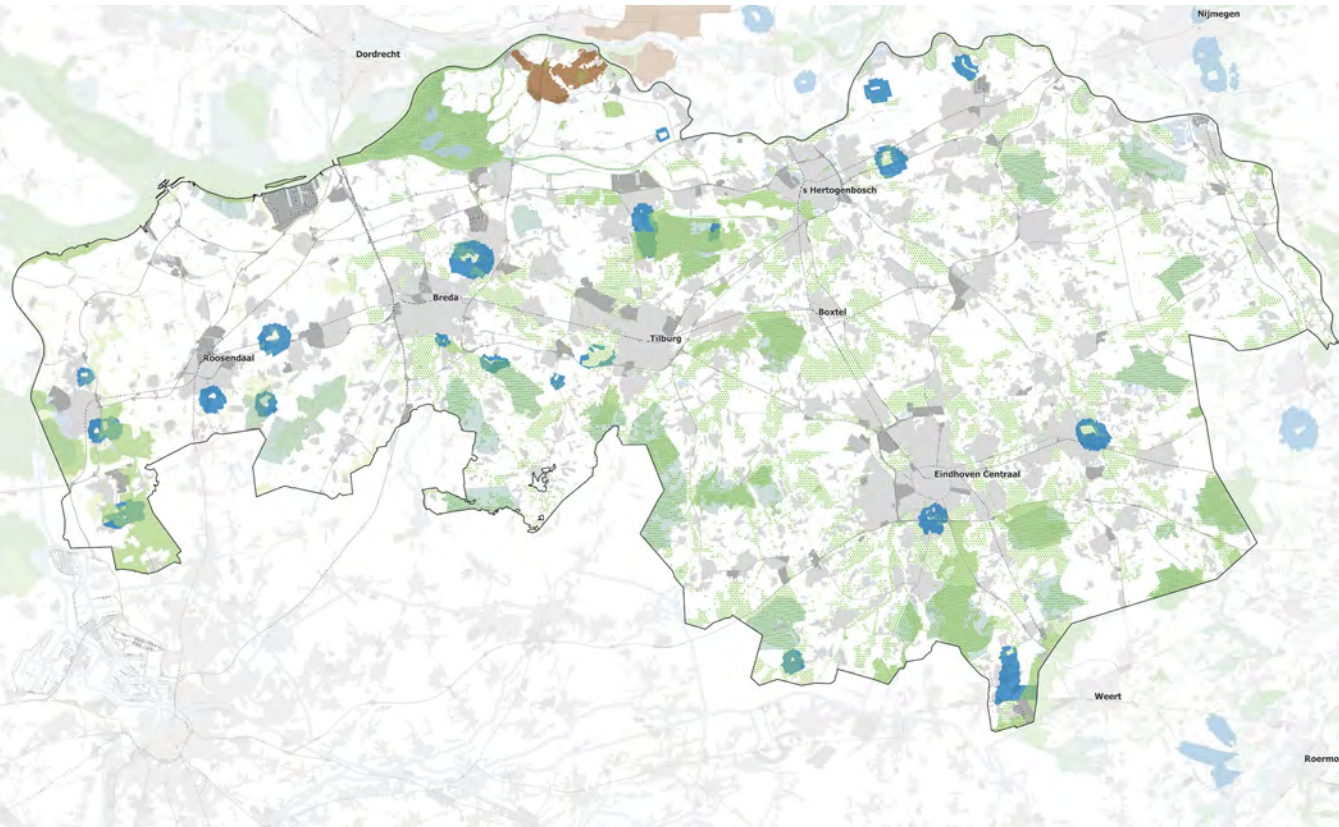 Nijmegen
Dordrecht
's Hertogenbosch
Breda
Boxtel
Tilburg
Roosendaal
Eindhoven Centraal
Weert
Roermo